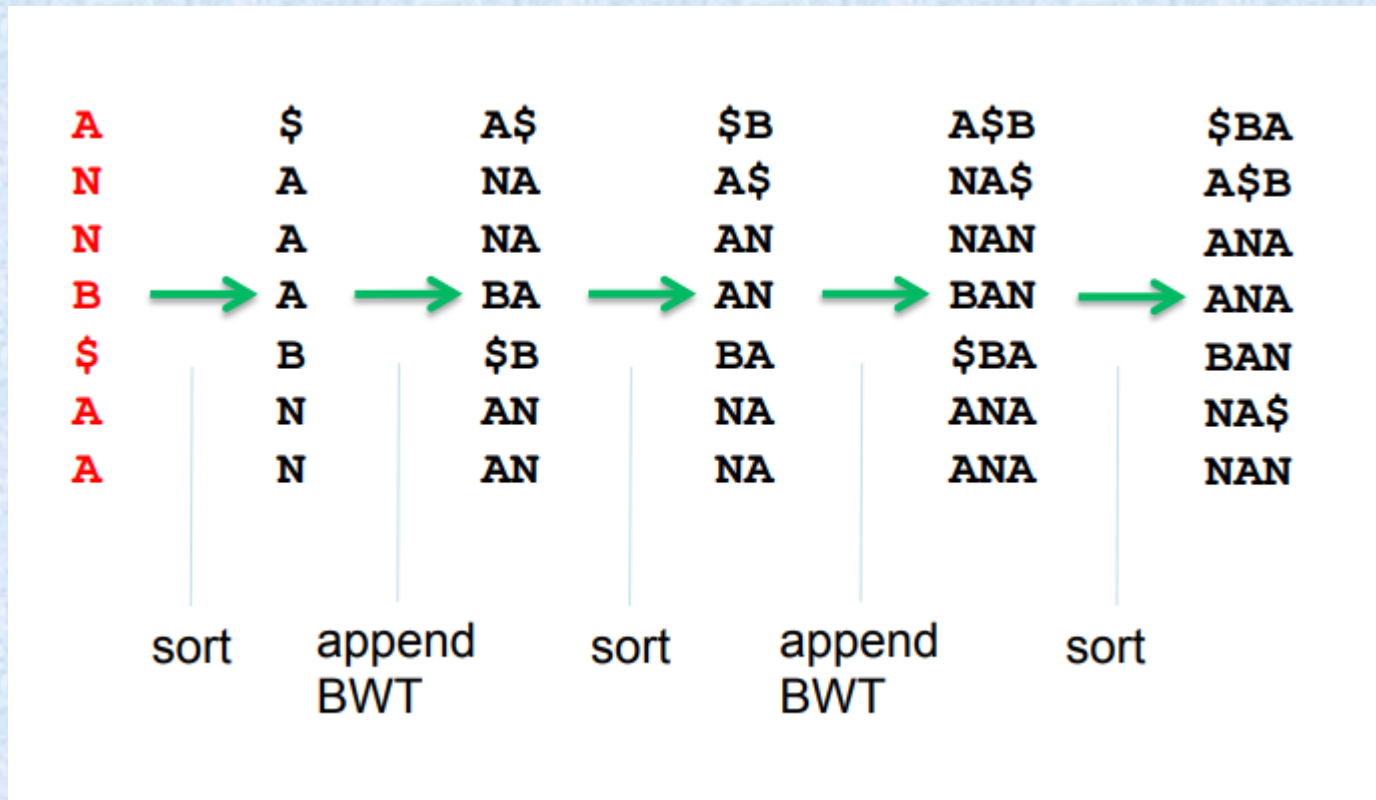 A $ A$ $B A$B $BA
N A NA A$ NA$ A$B
N A NA AN NAN ANA
B A BA AN BAN ANA
$ B $B BA $BA BAN
A N AN NA ANA NA$
A N AN NA ANA NAN
sort append sort append sort
BWT BWT